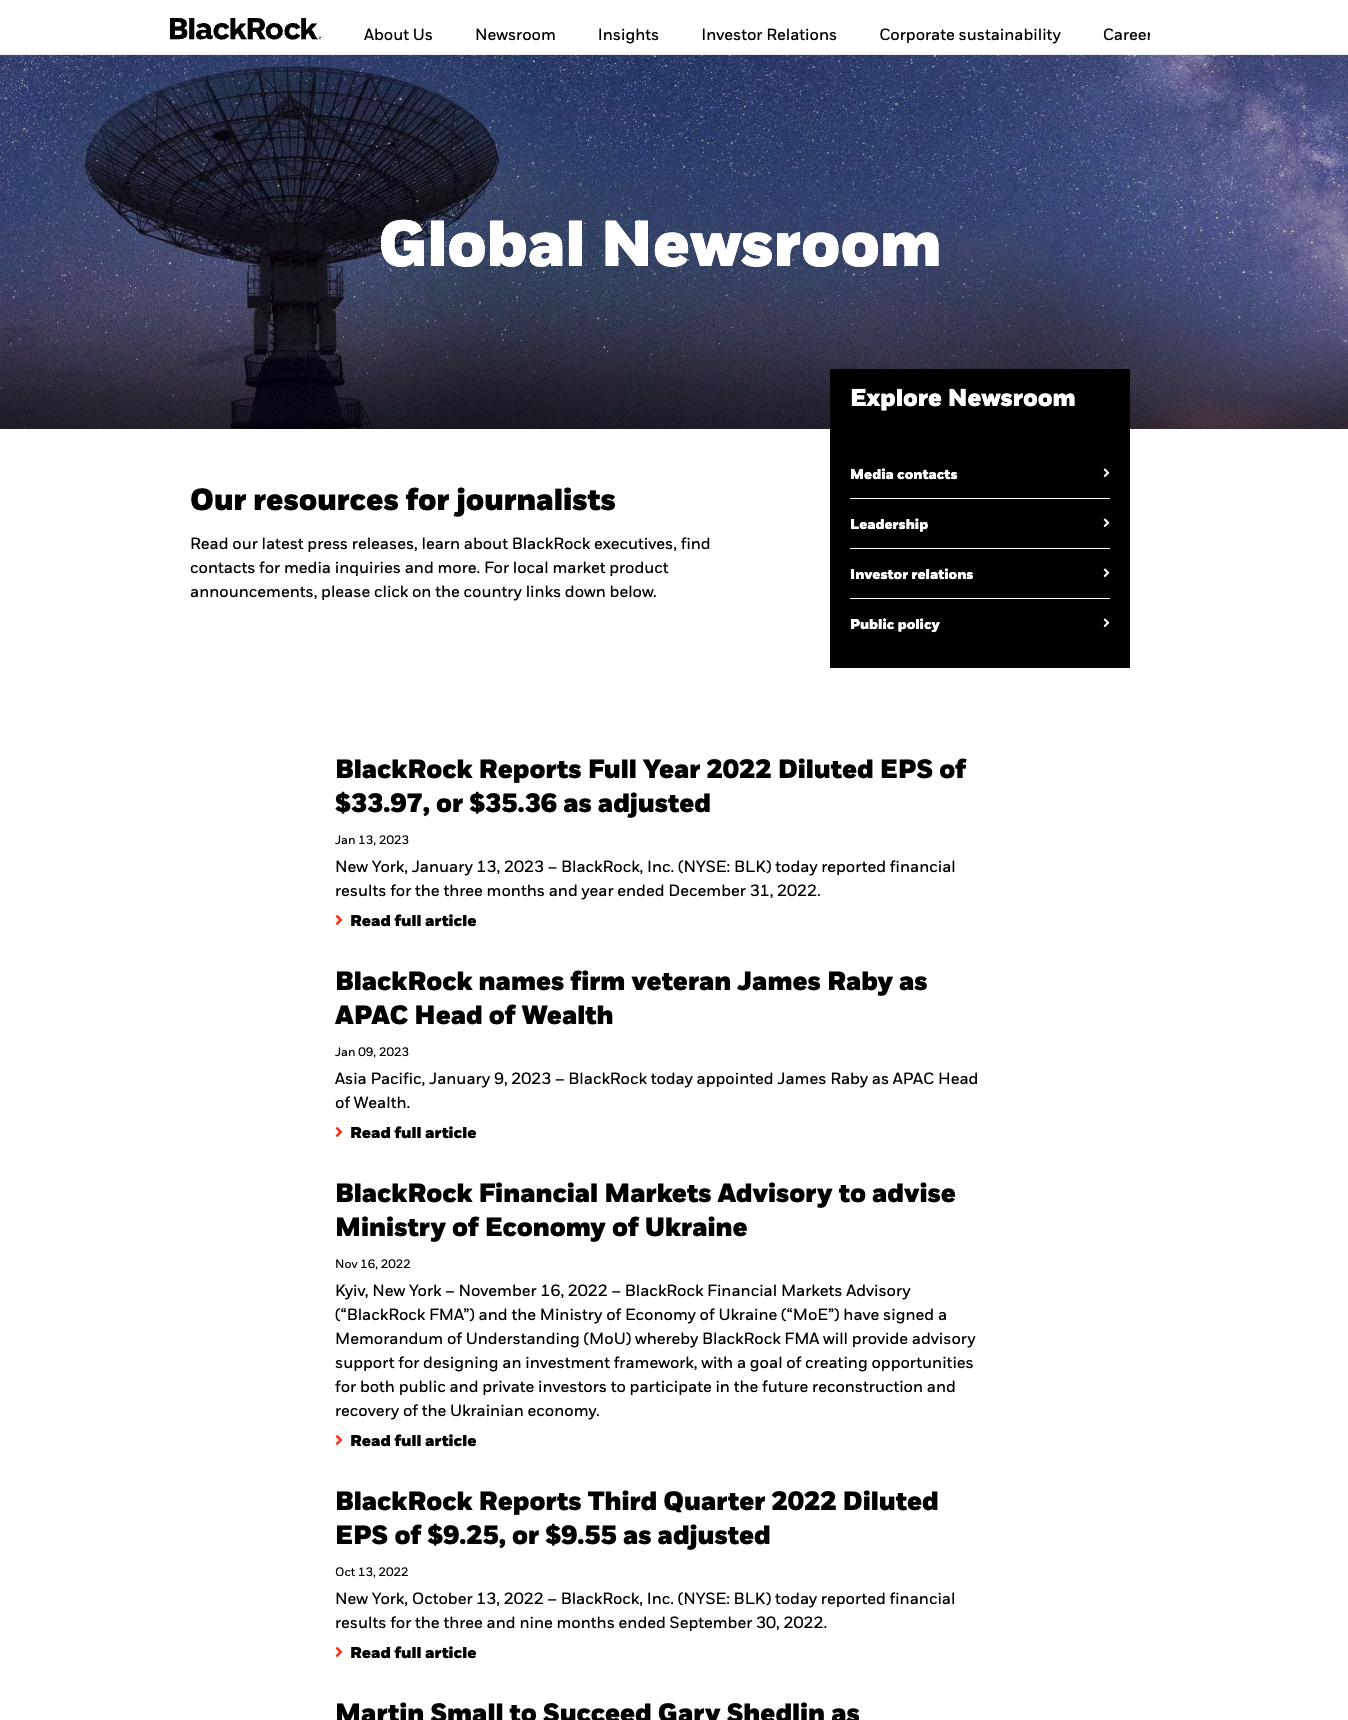 BlackRock.
About Us
Newsroom
Insights
Investor Relations
Corporate sustainability
Global Newsroom
Explore Newsroom
Media contacts
Leadership
Investor relations
Public policy
Our resources for journalists
Read our latest press releases, learn about BlackRock executives, find
contacts for media inquiries and more. For local market product
announcements, please click on the country links down below.
BlackRock Reports Full Year 2022 Diluted EPS of
$33.97, or $35.36 as adjusted
Jan 13, 2023
New York, January 13, 2023 – BlackRock, Inc. (NYSE: BLK) today reported financial
results for the three months and year ended December 31, 2022.
Read full article
BlackRock names firm veteran James Raby as
APAC Head of Wealth
Jan 09, 2023
Asia Pacific, January 9, 2023 – BlackRock today appointed James Raby as APAC Head
of Wealth.
Read full article
BlackRock Financial Markets Advisory to advise
Ministry of Economy of Ukraine
Nov 16, 2022
Kyiv, New York – November 16, 2022 – BlackRock Financial Markets Advisory
(“BlackRock FMA”) and the Ministry of Economy of Ukraine (“MoE”) have signed a
Memorandum of Understanding (MoU) whereby BlackRock FMA will provide advisory
support for designing an investment framework, with a goal of creating opportunities
for both public and private investors to participate in the future reconstruction and
recovery of the Ukrainian economy.
Read full article
BlackRock Reports Third Quarter 2022 Diluted
EPS of $9.25, or $9.55 as adjusted
Oct 13, 2022
New York, October 13, 2022 – BlackRock, Inc. (NYSE: BLK) today reported financial
results for the three and nine months ended September 30, 2022.
Read full article
Martin Small to Succeed Gary Shedlin as